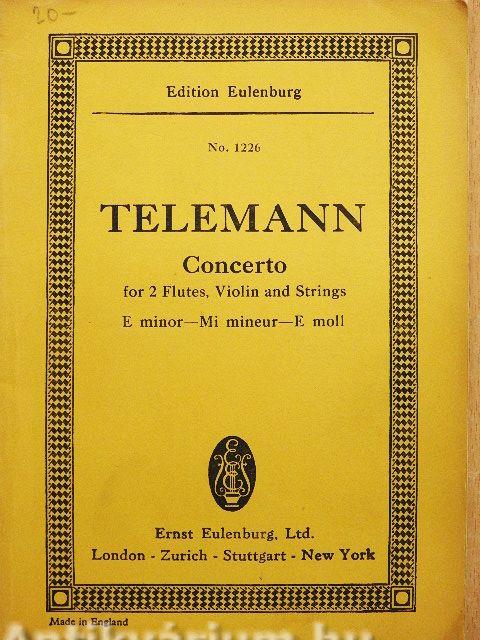 20-
Edition Eulenburg
No. 1226
TELEMANN
Concerto
for 2 Flutes, Violin and Strings
E minor—Mi mineur—E moll
Ernst Eulenburg, Ltd.
London - Zurich - Stuttgart - New York
Made in England
Antikvárium.hu